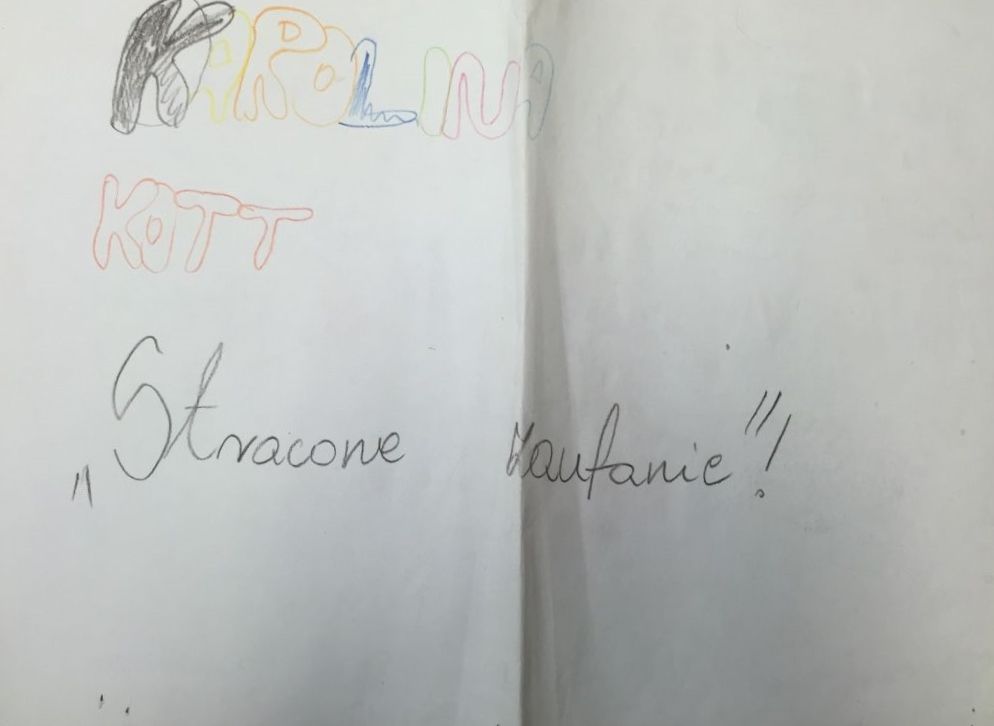 KAROLINA
KOTT
„Stracone zaufanie"!